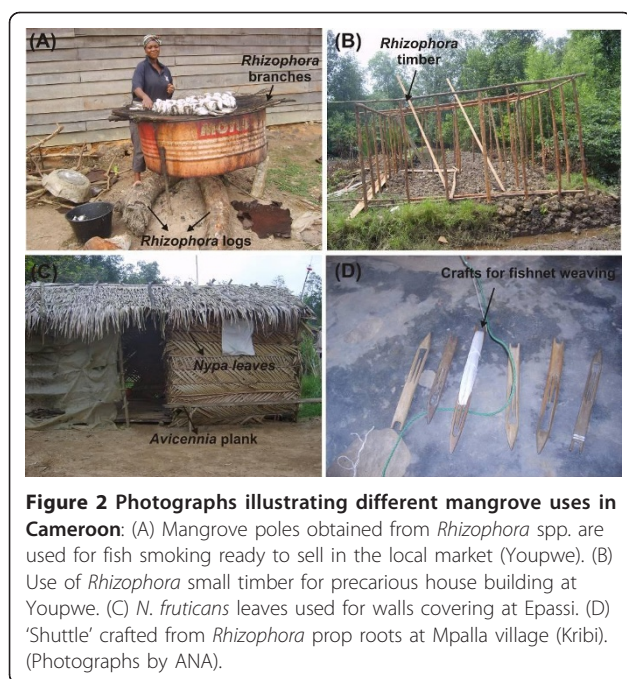 (A)
Rhizophora
branches
Rhizophora logs
(B)
Rhizophora
timber
(C)
Nypa leaves
Avicennia plank
(D)
Crafts for fishnet weaving
Figure 2 Photographs illustrating different mangrove uses in
Cameroon: (A) Mangrove poles obtained from Rhizophora spp. are
used for fish smoking ready to sell in the local market (Youpwe). (B)
Use of Rhizophora small timber for precarious house building at
Youpwe. (C) N. fruticans leaves used for walls covering at Epassi. (D)
‘Shuttle’ crafted from Rhizophora prop roots at Mpalla village (Kribi).
(Photographs by ANA).